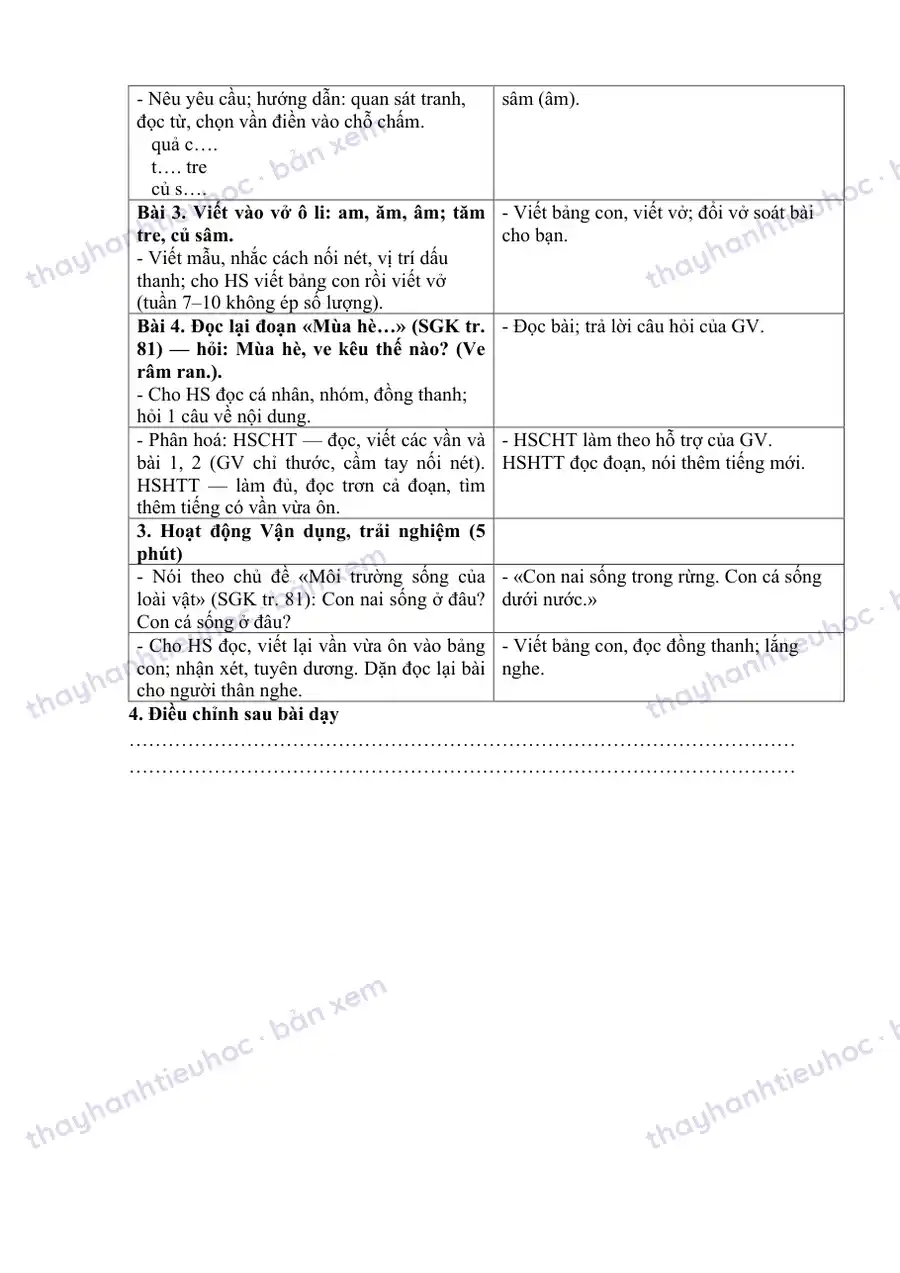 - Nêu yêu cầu; hướng dẫn: quan sát tranh,
đọc từ, chọn vần điền vào chỗ chấm.
quả c….
t…. tre
củ s….
sâm (âm).
Bài 3. Viết vào vở ô li: am, ăm, âm; tăm
tre, củ sâm.
- Viết mẫu, nhắc cách nối nét, vị trí dấu
thanh; cho HS viết bảng con rồi viết vở
(tuần 7–10 không ép số lượng).
- Viết bảng con, viết vở; đổi vở soát bài
cho bạn.
Bài 4. Đọc lại đoạn «Mùa hè…» (SGK tr.
81) — hỏi: Mùa hè, ve kêu thế nào? (Ve
râm ran.).
- Cho HS đọc cá nhân, nhóm, đồng thanh;
hỏi 1 câu về nội dung.
- Đọc bài; trả lời câu hỏi của GV.
- Phân hoá: HSCHT — đọc, viết các vần và
bài 1, 2 (GV chỉ thước, cầm tay nối nét).
HSHTT — làm đủ, đọc trơn cả đoạn, tìm
thêm tiếng có vần vừa ôn.
- HSCHT làm theo hỗ trợ của GV.
HSHTT đọc đoạn, nói thêm tiếng mới.
3. Hoạt động Vận dụng, trải nghiệm (5
phút)
- Nói theo chủ đề «Môi trường sống của
loài vật» (SGK tr. 81): Con nai sống ở đâu?
Con cá sống ở đâu?
- «Con nai sống trong rừng. Con cá sống
dưới nước.»
- Cho HS đọc, viết lại vần vừa ôn vào bảng
con; nhận xét, tuyên dương. Dặn đọc lại bài
cho người thân nghe.
- Viết bảng con, đọc đồng thanh; lắng
nghe.
4. Điều chỉnh sau bài dạy
…………………………………………………………………………………………
…………………………………………………………………………………………
thayhanhtieuhoc · bản xem
thayhanhtieuhoc · b
thayhanhtieuhoc · bản xem
thayhanhtieuhoc · b
thayhanhtieuhoc · bản xem
thayhanhtieuhoc · b